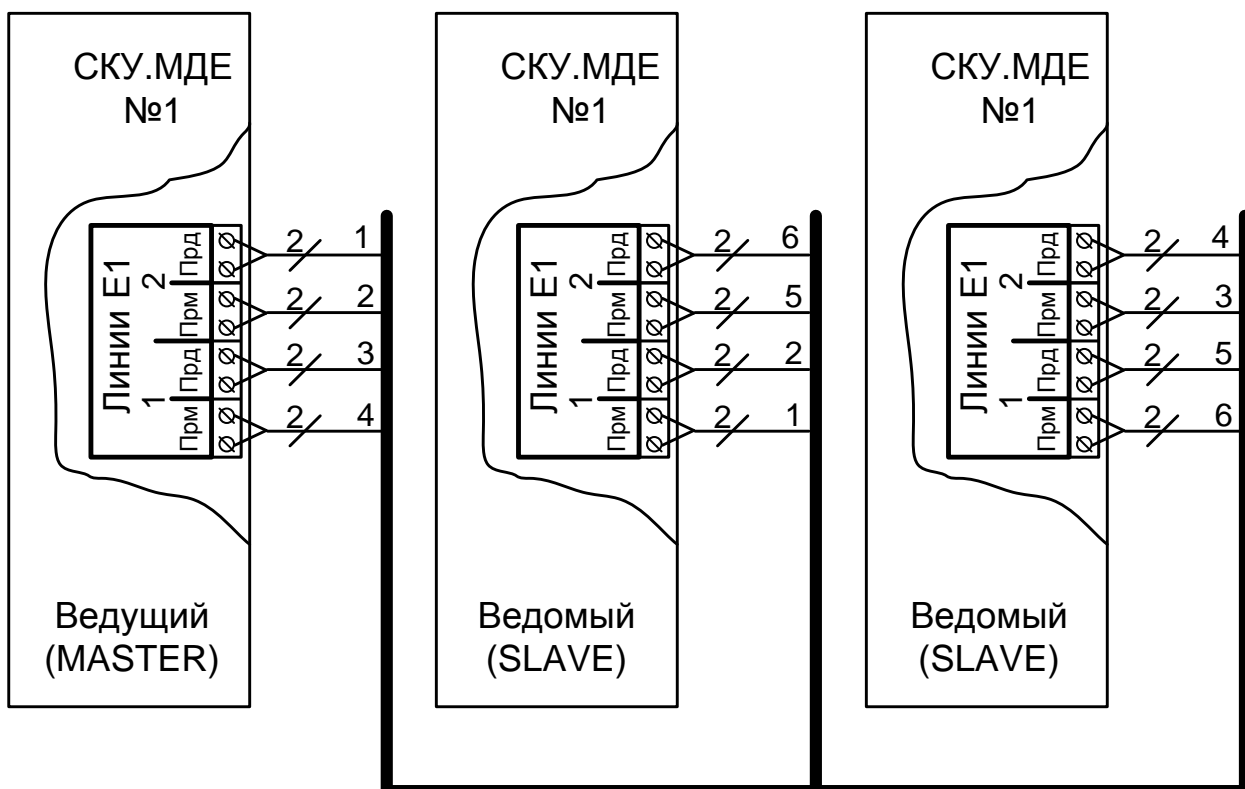 СКУ.МДЕ
№1
Линии Е1
2
Прд
Прм
1
Прд
Прм
2
1
2
2
2
3
2
4
Ведущий
(MASTER)
СКУ.МДЕ
№1
Линии Е1
2
Прд
Прм
1
Прд
Прм
2
6
2
5
2
2
2
1
Ведомый
(SLAVE)
СКУ.МДЕ
№1
Линии Е1
2
Прд
Прм
1
Прд
Прм
2
4
2
3
2
5
2
6
Ведомый
(SLAVE)